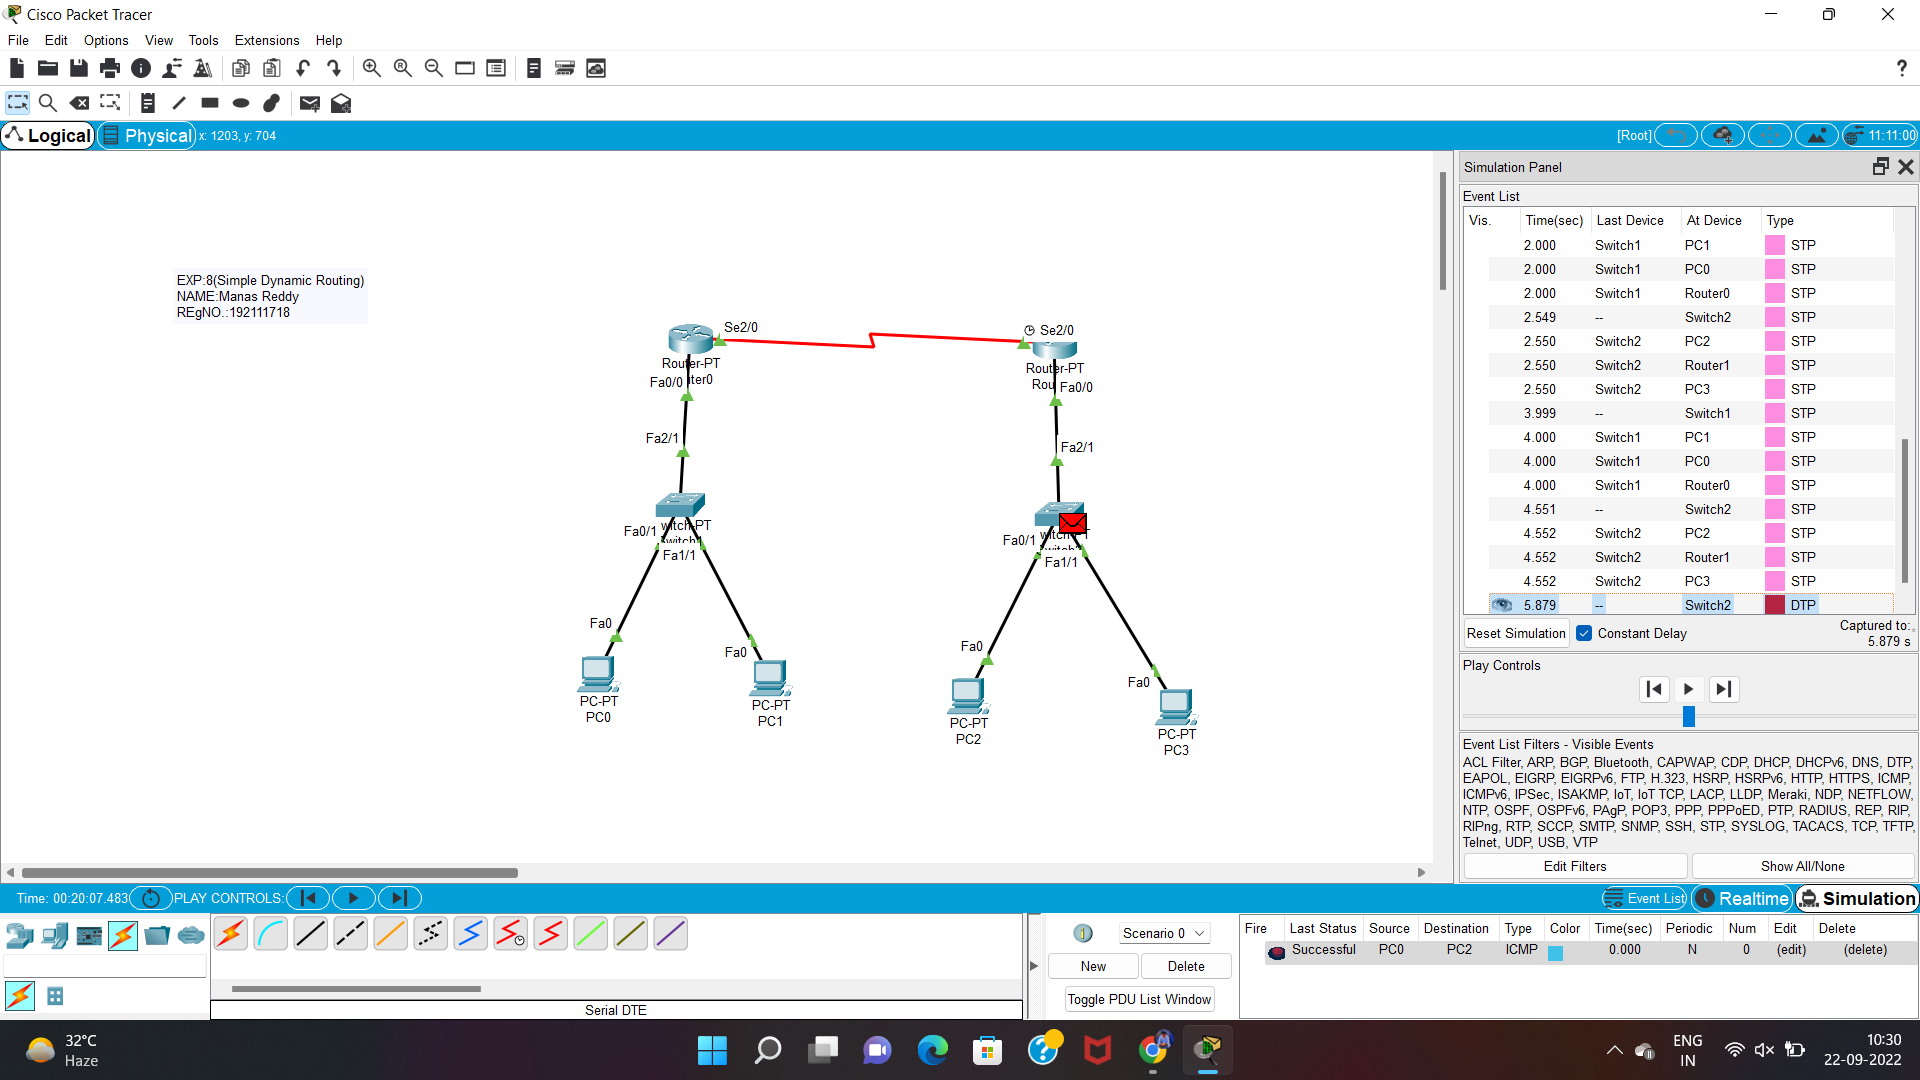 Cisco Packet Tracer
File Edit Options View Tools Extensions Help
Logical Physical x: 1203, y: 704 [Root] 11:11:00
EXP:8(Simple Dynamic Routing)
NAME:Manas Reddy
REgNO.:192111718
Se2/0
Router-PT
Fa0/0
Fa2/1
Fa0/1
Fa1/1
Fa0
Fa0
PC-PT
PC0
PC-PT
PC1
Se2/0
Router-PT
Fa0/0
Fa2/1
Fa0/1
Fa1/1
Fa0
Fa0
PC-PT
PC2
PC-PT
PC3
Simulation Panel
Event List
Vis. Time(sec) Last Device At Device Type
2.000 Switch1 PC1 STP
2.000 Switch1 PC0 STP
2.000 Switch1 Router0 STP
2.549 -- Switch2 STP
2.550 Switch2 PC2 STP
2.550 Switch2 Router1 STP
2.550 Switch2 PC3 STP
3.999 -- Switch1 STP
4.000 Switch1 PC1 STP
4.000 Switch1 PC0 STP
4.000 Switch1 Router0 STP
4.551 -- Switch2 STP
4.552 Switch2 PC2 STP
4.552 Switch2 Router1 STP
4.552 Switch2 PC3 STP
5.879 -- Switch2 DTP
Reset Simulation Constant Delay Captured to:
5.879 s
Play Controls
Event List Filters - Visible Events
ACL Filter, ARP, BGP, Bluetooth, CAPWAP, CDP, DHCP, DHCPv6, DNS, DTP,
EAPOL, EIGRP, EIGRPv6, FTP, H.323, HSRP, HSRPv6, HTTP, HTTPS, ICMP,
ICMPv6, IPSec, ISAKMP, IoT, IoT TCP, LACP, LLDP, Meraki, NDP, NETFLOW,
NTP, OSPF, OSPFv6, PAgP, POP3, PPP, PPPoED, PTP, RADIUS, REP, RIP,
RIPng, RTP, SCCP, SMTP, SNMP, SSH, STP, SYSLOG, TACACS, TCP, TFTP,
Telnet, UDP, USB, VTP
Edit Filters Show All/None
Time: 00:20:07.483 PLAY CONTROLS: Event List Realtime Simulation
Serial DTE
1 Scenario 0
New Delete
Toggle PDU List Window
Fire Last Status Source Destination Type Color Time(sec) Periodic Num Edit Delete
Successful PC0 PC2 ICMP 0.000 N 0 (edit) (delete)
32°C
Haze
ENG
IN
10:30
22-09-2022